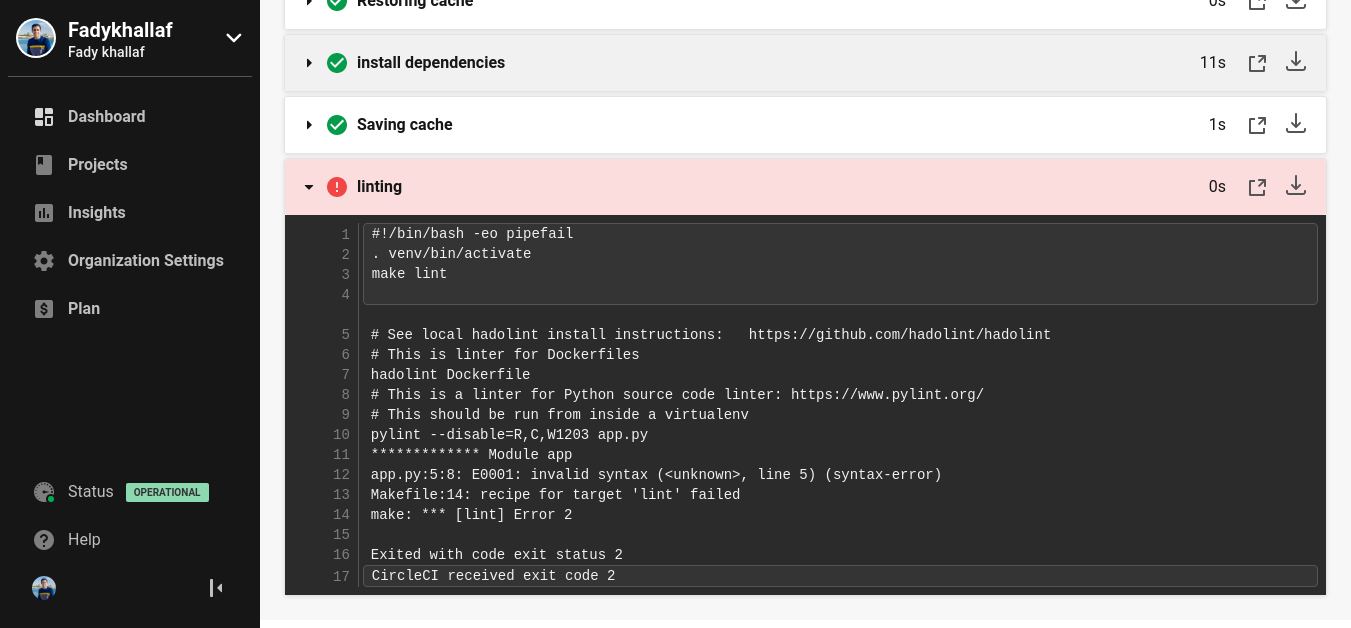 Fadykhallaf
Fady khallaf
Dashboard
Projects
Insights
Organization Settings
Plan
Status OPERATIONAL
Help
Restoring cache 0s
install dependencies 11s
Saving cache 1s
linting 0s
1 #!/bin/bash -eo pipefail
2 . venv/bin/activate
3 make lint
4
5 # See local hadolint install instructions:   https://github.com/hadolint/hadolint
6 # This is linter for Dockerfiles
7 hadolint Dockerfile
8 # This is a linter for Python source code linter: https://www.pylint.org/
9 # This should be run from inside a virtualenv
10 pylint --disable=R,C,W1203 app.py
11 ************* Module app
12 app.py:5:8: E0001: invalid syntax (<unknown>, line 5) (syntax-error)
13 Makefile:14: recipe for target 'lint' failed
14 make: *** [lint] Error 2
15
16 Exited with code exit status 2
17 CircleCI received exit code 2